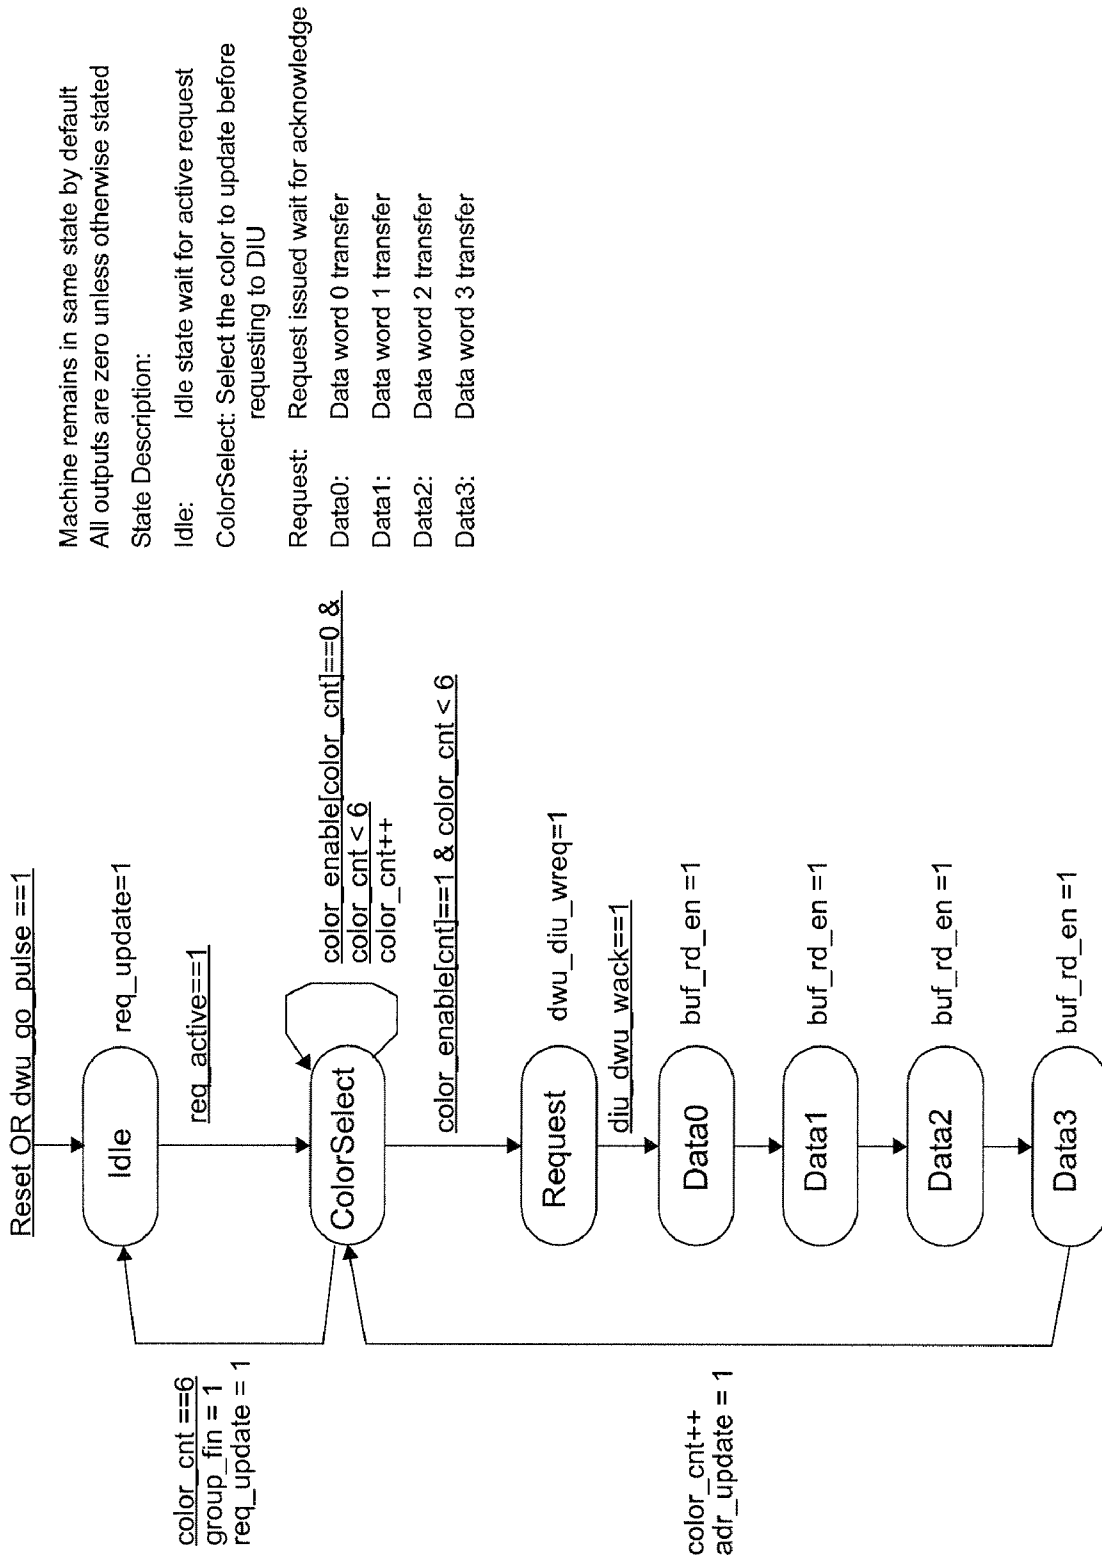 Reset OR dwu_go_pulse ==1
Idle
req_update=1
req_active==1
color_cnt ==6
group_fin = 1
req_update = 1
ColorSelect
color_enable[color_cnt]==0 &
color_cnt < 6
color_cnt++
color_enable[cnt]==1 & color_cnt < 6
Request
dwu_diu_wreq=1
diu_dwu_wack==1
Data0
buf_rd_en =1
Data1
buf_rd_en =1
Data2
buf_rd_en =1
Data3
buf_rd_en =1
color_cnt++
adr_update = 1
Machine remains in same state by default
All outputs are zero unless otherwise stated
State Description:
Idle: Idle state wait for active request
ColorSelect: Select the color to update before
requesting to DIU
Request: Request issued wait for acknowledge
Data0: Data word 0 transfer
Data1: Data word 1 transfer
Data2: Data word 2 transfer
Data3: Data word 3 transfer